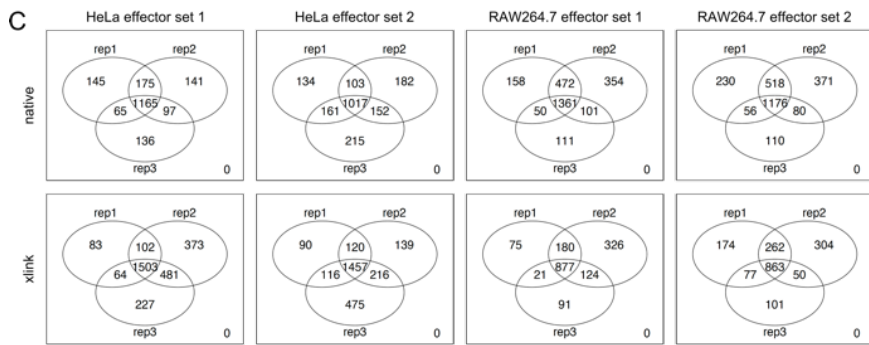 C
HeLa effector set 1 HeLa effector set 2 RAW264.7 effector set 1 RAW264.7 effector set 2
native
rep1 rep2 rep1 rep2 rep1 rep2 rep1 rep2
145 175 141 134 103 182 158 472 354 230 518 371
1165 1017 1361 1176
65 97 161 152 50 101 56 80
136 215 111 110
rep3 0 rep3 0 rep3 0 rep3 0
xlink
rep1 rep2 rep1 rep2 rep1 rep2 rep1 rep2
83 102 373 90 120 139 75 180 326 174 262 304
1503 1457 877 863
64 481 116 216 21 124 77 50
227 475 91 101
rep3 0 rep3 0 rep3 0 rep3 0